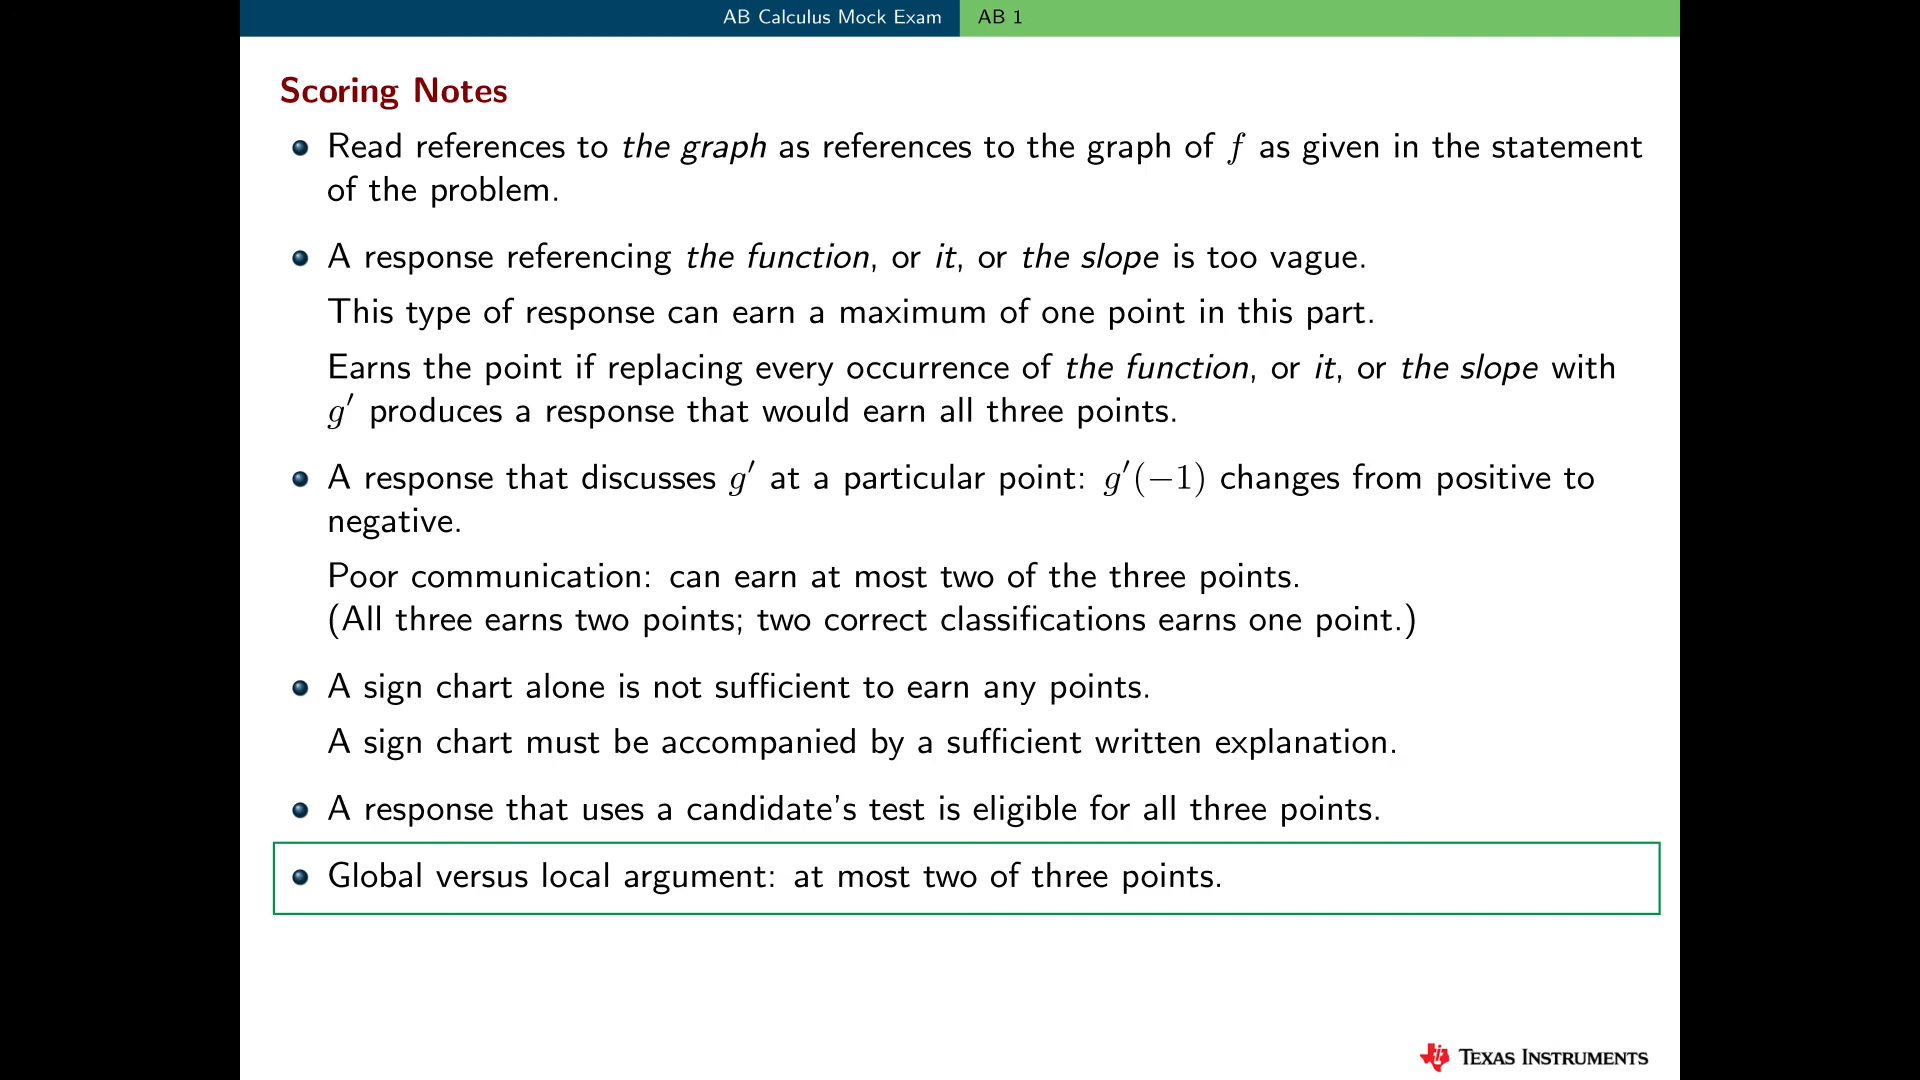 AB Calculus Mock Exam
AB 1
Scoring Notes
Read references to the graph as references to the graph of f as given in the statement
of the problem.
A response referencing the function, or it, or the slope is too vague.
This type of response can earn a maximum of one point in this part.
Earns the point if replacing every occurrence of the function, or it, or the slope with
g′ produces a response that would earn all three points.
A response that discusses g′ at a particular point: g′(−1) changes from positive to
negative.
Poor communication: can earn at most two of the three points.
(All three earns two points; two correct classifications earns one point.)
A sign chart alone is not sufficient to earn any points.
A sign chart must be accompanied by a sufficient written explanation.
A response that uses a candidate's test is eligible for all three points.
Global versus local argument: at most two of three points.
TEXAS INSTRUMENTS